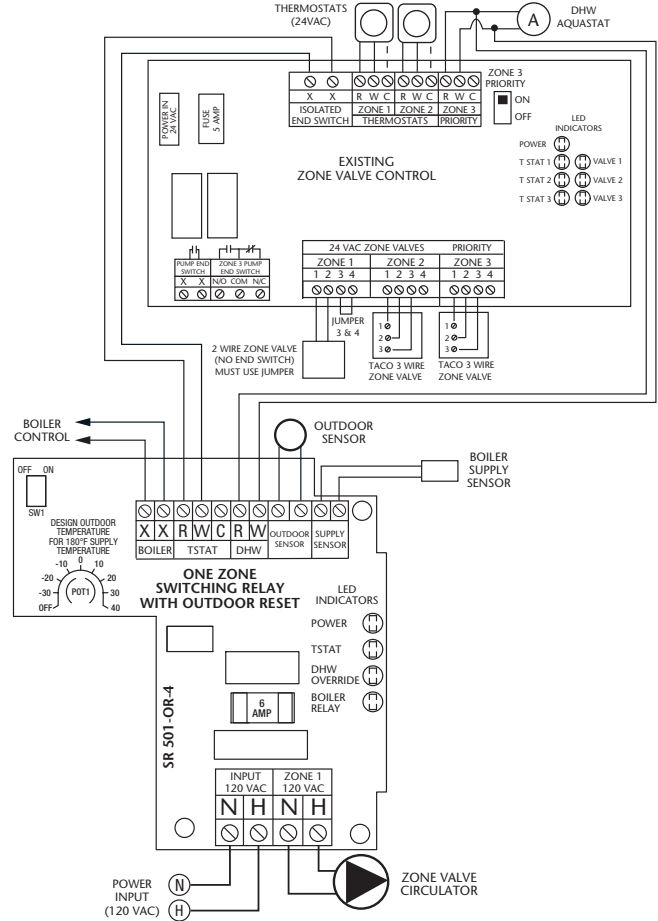 THERMOSTATS
(24VAC)
A
DHW
AQUASTAT
POWER IN
24 VAC
FUSE
5 AMP
X X R W C R W C R W C
ISOLATED
END SWITCH
ZONE 1 ZONE 2 ZONE 3
THERMOSTATS PRIORITY
ZONE 3
PRIORITY
ON
OFF
LED
INDICATORS
POWER
T STAT 1 VALVE 1
T STAT 2 VALVE 2
T STAT 3 VALVE 3
EXISTING
ZONE VALVE CONTROL
PUMP END
SWITCH
X X
ZONE 3 PUMP
END SWITCH
N/O COM N/C
24 VAC ZONE VALVES PRIORITY
ZONE 1 ZONE 2 ZONE 3
1 2 3 4 1 2 3 4 1 2 3 4
JUMPER
3 & 4
2 WIRE ZONE VALVE
(NO END SWITCH)
MUST USE JUMPER
1
2
3
TACO 3 WIRE
ZONE VALVE
1
2
3
TACO 3 WIRE
ZONE VALVE
BOILER
CONTROL
OUTDOOR
SENSOR
BOILER
SUPPLY
SENSOR
OFF ON
SW1
DESIGN OUTDOOR
TEMPERATURE
FOR 180°F SUPPLY
TEMPERATURE
-10 0 10
-20 20
-30 POT1 30
OFF 40
X X R W C R W
OUTDOOR
SENSOR
SUPPLY
SENSOR
BOILER TSTAT DHW
ONE ZONE
SWITCHING RELAY
WITH OUTDOOR RESET
LED
INDICATORS
POWER
TSTAT
DHW
OVERRIDE
BOILER
RELAY
6
AMP
SR 501-OR-4
INPUT
120 VAC
ZONE 1
120 VAC
N H N H
POWER
INPUT
(120 VAC)
N
H
ZONE VALVE
CIRCULATOR